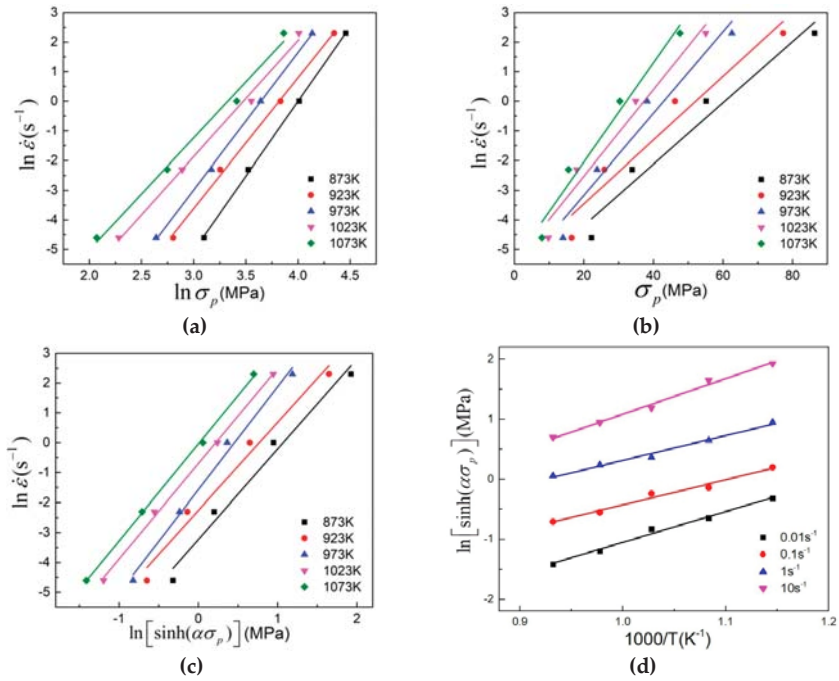 3
2
1
0
-1
-2
-3
-4
-5
ln ε̇(s⁻¹)
873K
923K
973K
1023K
1073K
2.0 2.5 3.0 3.5 4.0 4.5
ln σp (MPa)
(a)
3
2
1
0
-1
-2
-3
-4
-5
ln ε̇(s⁻¹)
873K
923K
973K
1023K
1073K
0 20 40 60 80
σp (MPa)
(b)
3
2
1
0
-1
-2
-3
-4
-5
ln ε̇(s⁻¹)
873K
923K
973K
1023K
1073K
-1 0 1 2
ln[sinh(ασp)] (MPa)
(c)
2
1
0
-1
-2
ln[sinh(ασp)](MPa)
0.01s⁻¹
0.1s⁻¹
1s⁻¹
10s⁻¹
0.9 1.0 1.1 1.2
1000/T(K⁻¹)
(d)